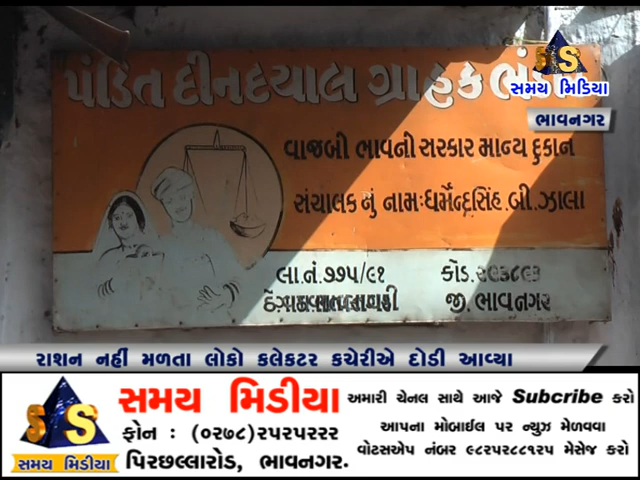 પંડિત દીનદયાળ ગ્રાહક
સમય મિડિયા
ભાવનગર
વાજબી ભાવની સરકાર માન્ય દુકાન
સંચાલક નું નામઃધર્મેન્દ્રસિંહ.બી.ઝાલા
લા.નં.૭૭૫/૯૧ કોડ.
ઠે. જી. ભાવનગર
રાશન નહીં મળતા લોકો કલેકટર કચેરીએ દોડી આવ્યા
સમય મિડીયા
ફોન : (૦૨૭૮)૨૫૨૫૨૨૨
પિરછલ્લારોડ, ભાવનગર.
અમારી ચેનલ સાથે આજે Subcribe કરો
આપના મોબાઈલ પર ન્યુઝ મેળવવા
વોટસએપ નંબર ૯૮૨૫૨૮૮૧૨૫ મેસેજ કરો
સમય મિડીયા